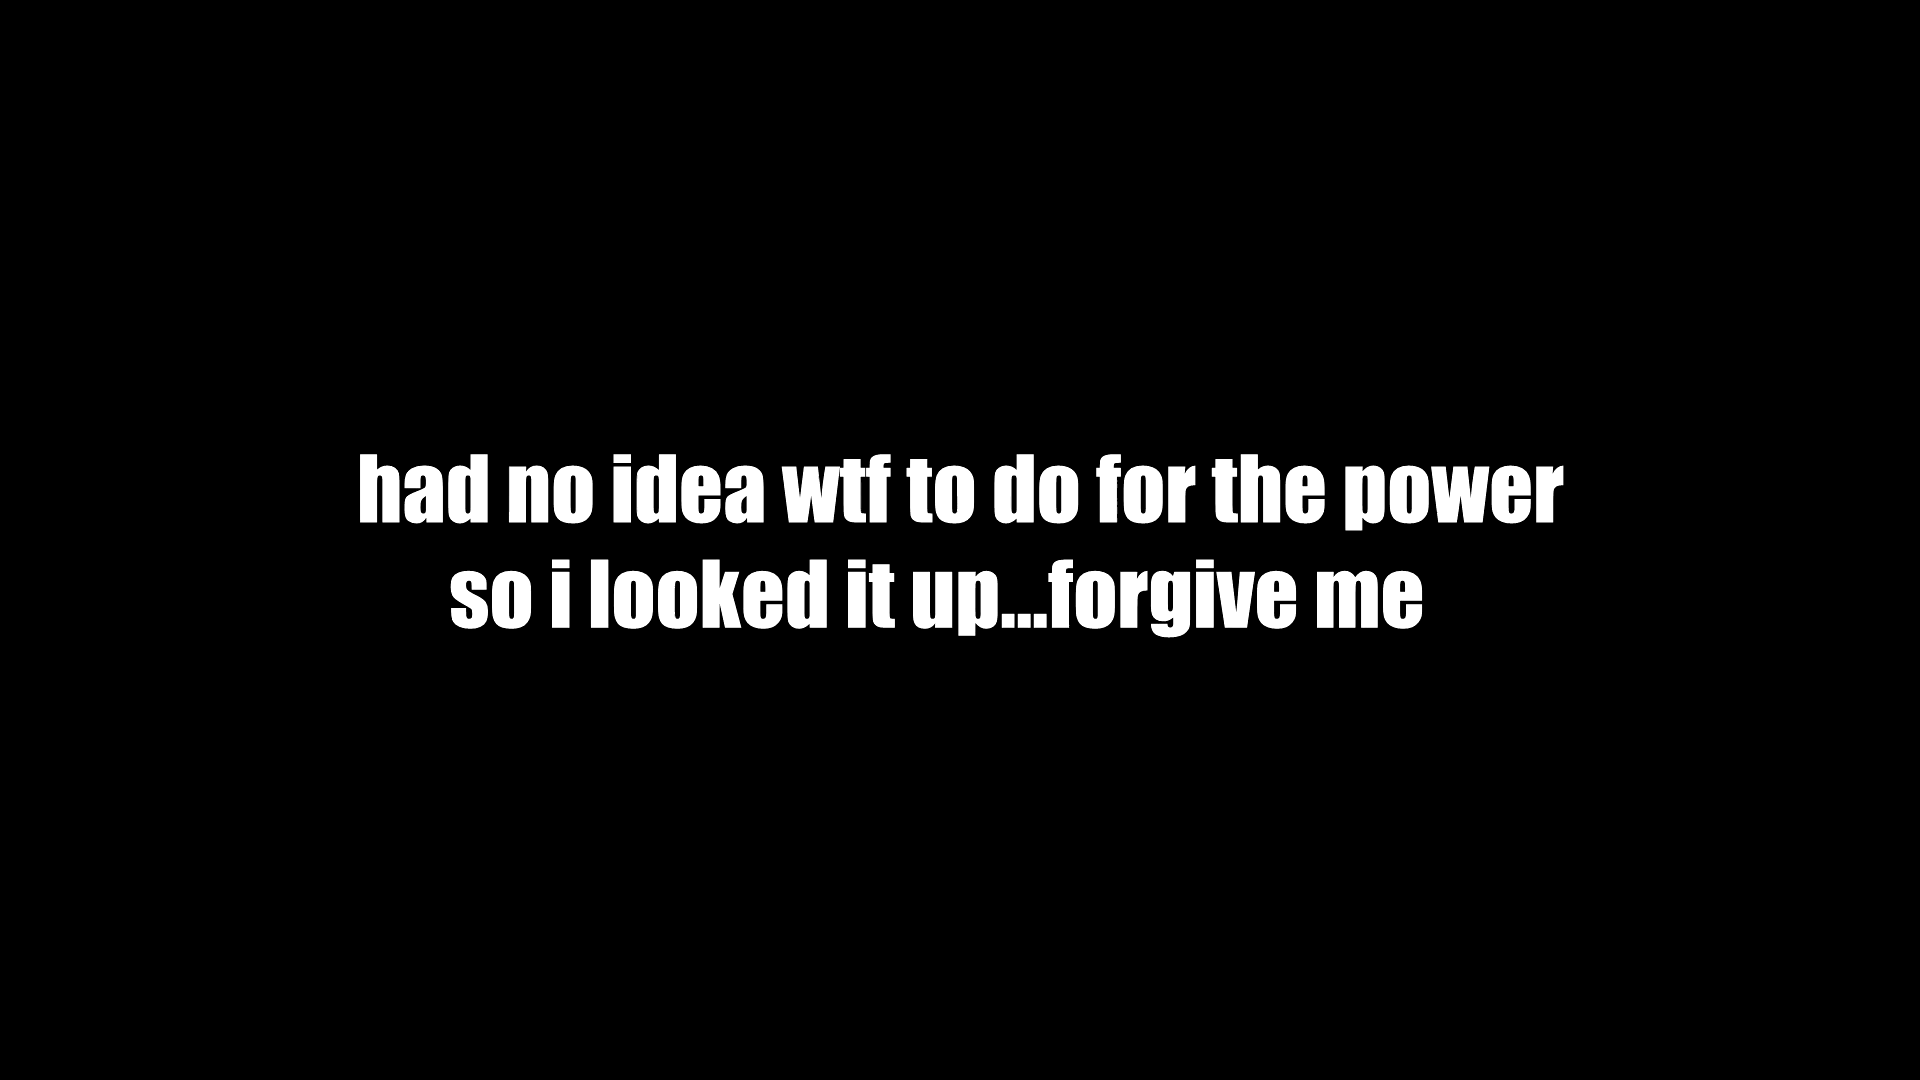 had no idea wtf to do for the power
so i looked it up...forgive me